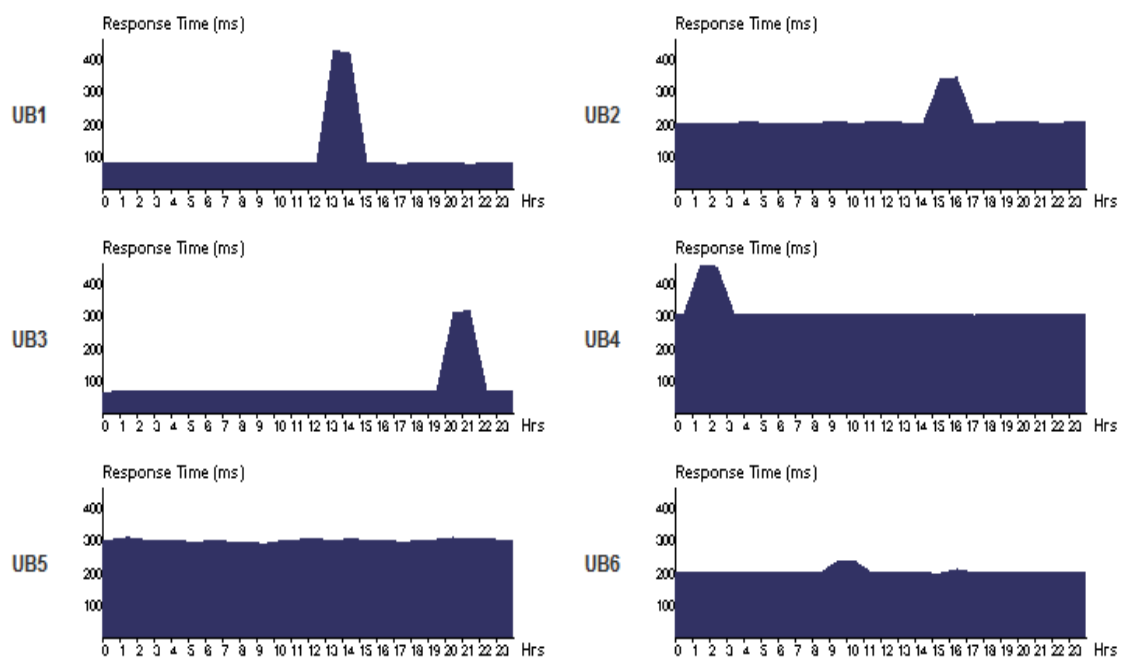 Response Time (ms)
400
300
200
100
UB1
0 1 2 3 4 5 6 7 8 9 10 11 12 13 14 15 16 17 18 19 20 21 22 23 Hrs
Response Time (ms)
400
300
200
100
UB2
0 1 2 3 4 5 6 7 8 9 10 11 12 13 14 15 16 17 18 19 20 21 22 23 Hrs
Response Time (ms)
400
300
200
100
UB3
0 1 2 3 4 5 6 7 8 9 10 11 12 13 14 15 16 17 18 19 20 21 22 23 Hrs
Response Time (ms)
400
300
200
100
UB4
0 1 2 3 4 5 6 7 8 9 10 11 12 13 14 15 16 17 18 19 20 21 22 23 Hrs
Response Time (ms)
400
300
200
100
UB5
0 1 2 3 4 5 6 7 8 9 10 11 12 13 14 15 16 17 18 19 20 21 22 23 Hrs
Response Time (ms)
400
300
200
100
UB6
0 1 2 3 4 5 6 7 8 9 10 11 12 13 14 15 16 17 18 19 20 21 22 23 Hrs